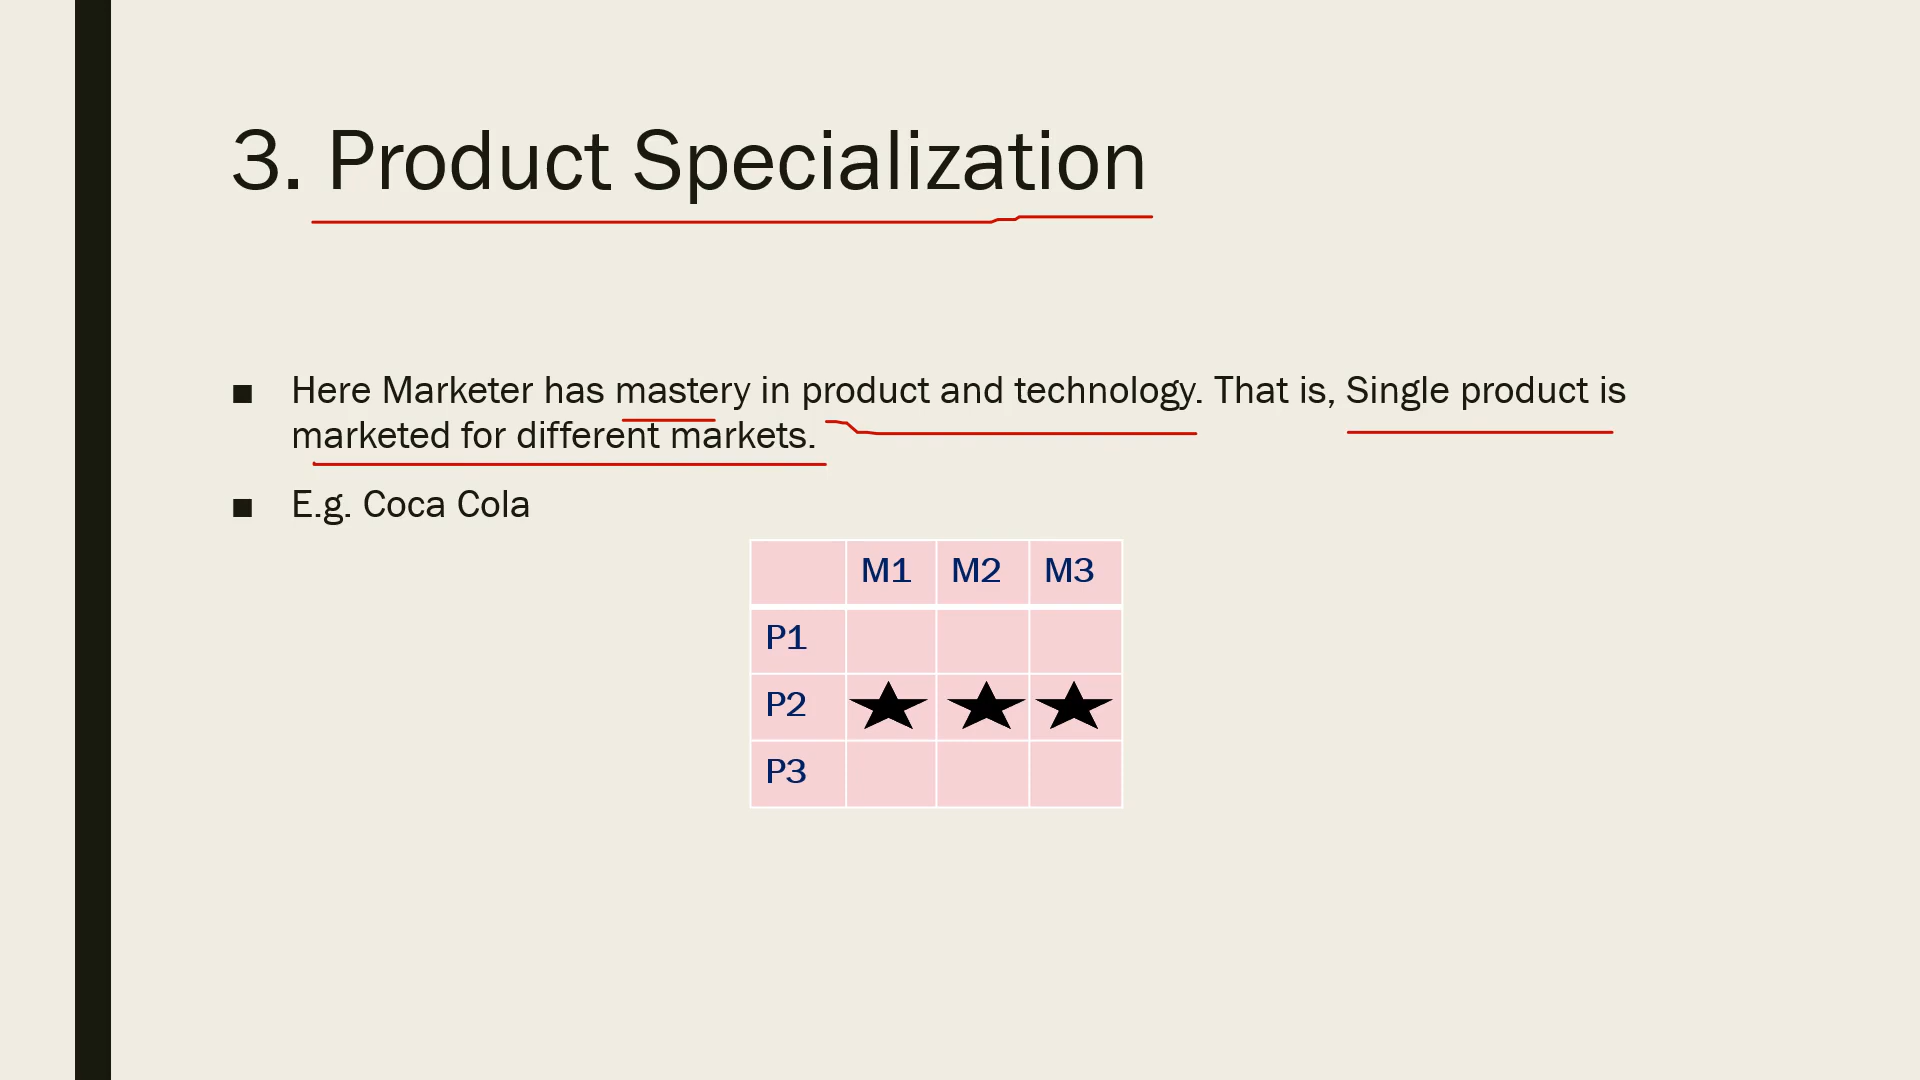 3. Product Specialization
■ Here Marketer has mastery in product and technology. That is, Single product is
marketed for different markets.
■ E.g. Coca Cola
M1 M2 M3
P1
P2 ★ ★ ★
P3